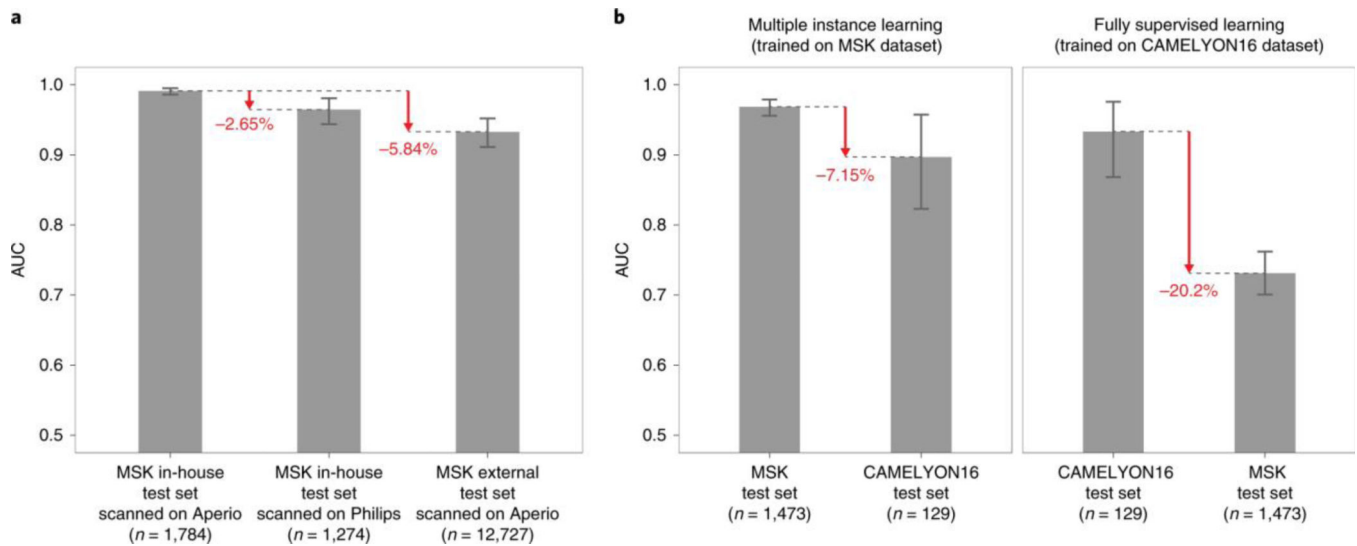 a
AUC
1.0
0.9
0.8
0.7
0.6
0.5
–2.65%
–5.84%
MSK in-house
test set
scanned on Aperio
(n = 1,784)
MSK in-house
test set
scanned on Philips
(n = 1,274)
MSK external
test set
scanned on Aperio
(n = 12,727)
b
Multiple instance learning
(trained on MSK dataset)
Fully supervised learning
(trained on CAMELYON16 dataset)
AUC
1.0
0.9
0.8
0.7
0.6
0.5
–7.15%
–20.2%
MSK
test set
(n = 1,473)
CAMELYON16
test set
(n = 129)
CAMELYON16
test set
(n = 129)
MSK
test set
(n = 1,473)